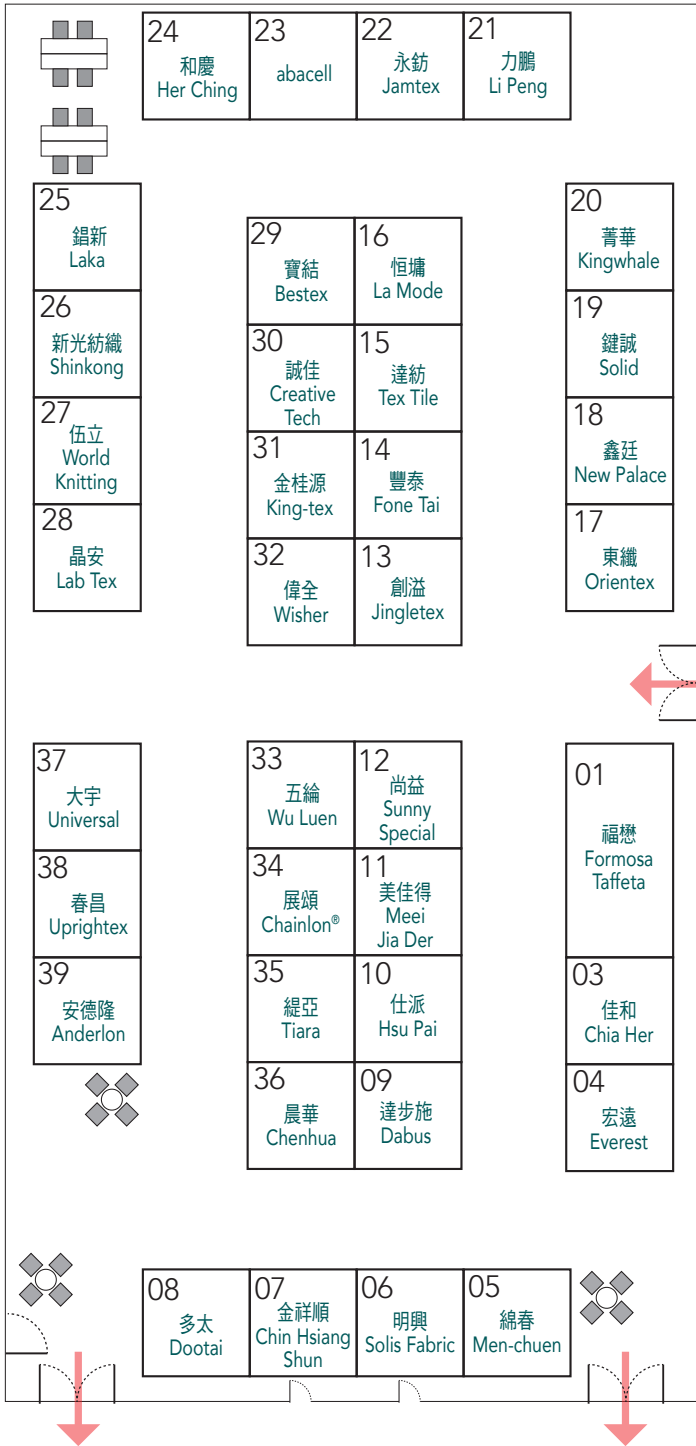 24
和慶
Her Ching
23
abacell
22
永鈁
Jamtex
21
力鵬
Li Peng
25
錩新
Laka
26
新光紡織
Shinkong
27
伍立
World
Knitting
28
晶安
Lab Tex
29
寶結
Bestex
16
恒墉
La Mode
30
誠佳
Creative
Tech
15
達紡
Tex Tile
31
金桂源
King-tex
14
豐泰
Fone Tai
32
偉全
Wisher
13
創溢
Jingletex
20
菁華
Kingwhale
19
鍵誠
Solid
18
鑫廷
New Palace
17
東纖
Orientex
37
大宇
Universal
38
春昌
Uprightex
39
安德隆
Anderlon
33
五綸
Wu Luen
12
尚益
Sunny
Special
34
展頌
Chainlon®
11
美佳得
Meei
Jia Der
35
緹亞
Tiara
10
仕派
Hsu Pai
36
晨華
Chenhua
09
達步施
Dabus
01
福懋
Formosa
Taffeta
03
佳和
Chia Her
04
宏遠
Everest
08
多太
Dootai
07
金祥順
Chin Hsiang
Shun
06
明興
Solis Fabric
05
綿春
Men-chuen